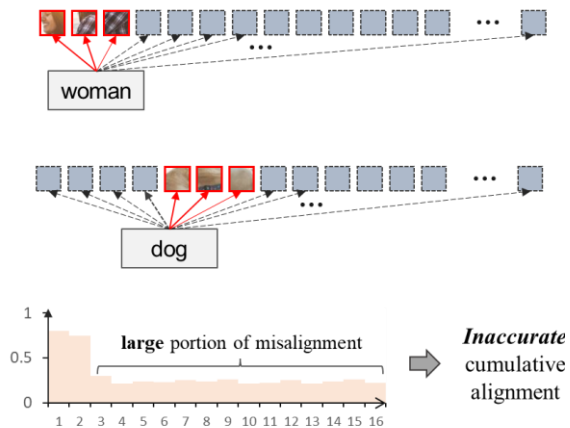 ...
woman
...
dog
1
0.5
0
large portion of misalignment
1 2 3 4 5 6 7 8 9 10 11 12 13 14 15 16
Inaccurate
cumulative
alignment